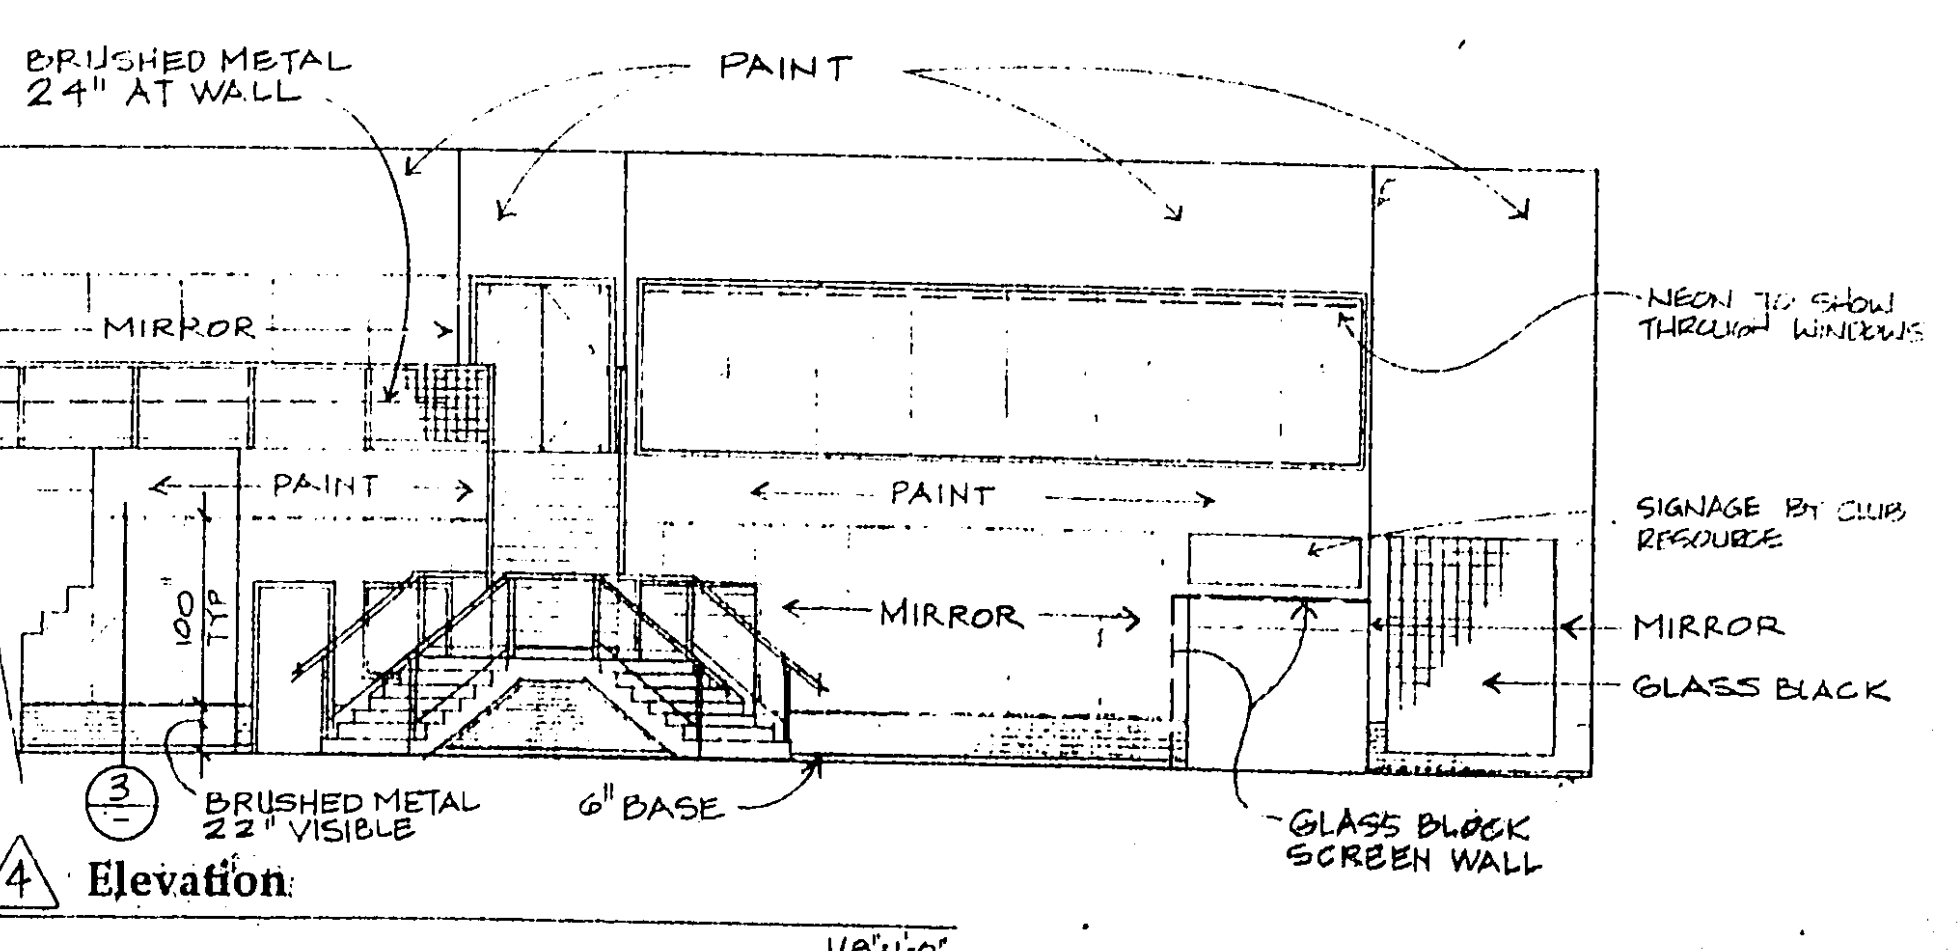 BRUSHED METAL
24" AT WALL
PAINT
MIRROR
NEON TO SHOW
THROUGH WINDOWS
PAINT
PAINT
SIGNAGE BY CLUB
RESOURCE
100
TYP
MIRROR
MIRROR
GLASS BLACK
3
BRUSHED METAL
22" VISIBLE
6" BASE
GLASS BLOCK
SCREEN WALL
4 Elevation